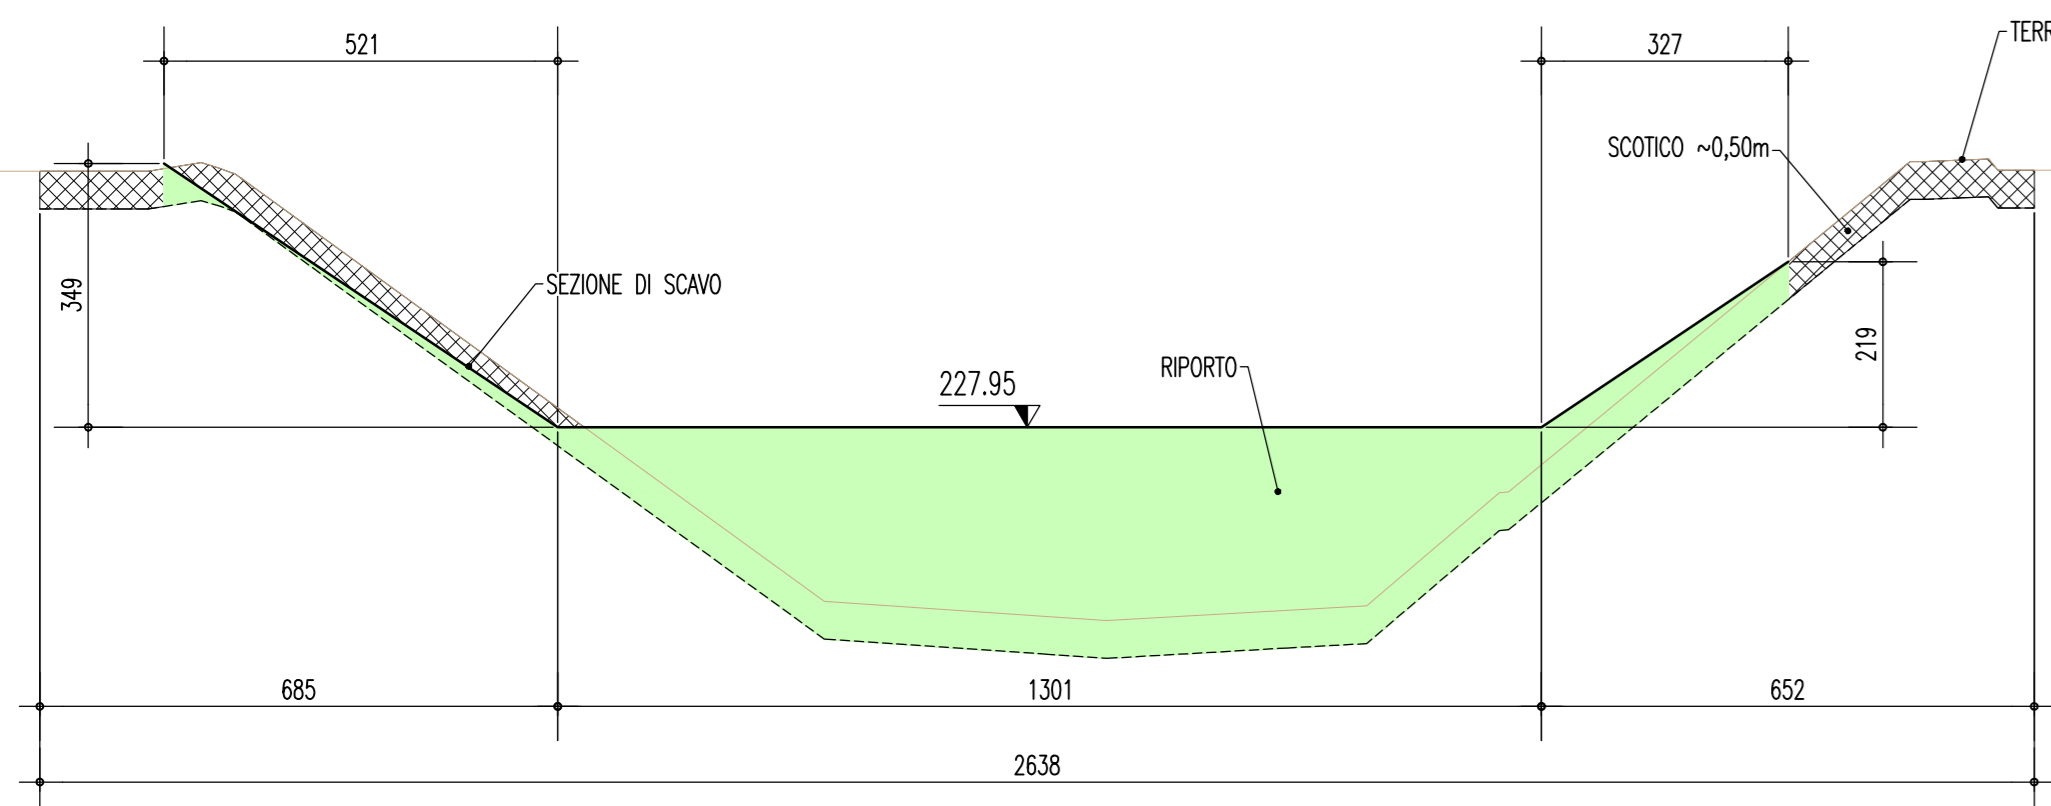 521
327
TERR
SCOTICO ~0,50m
349
SEZIONE DI SCAVO
219
RIPORTO
227.95
685
1301
652
2638